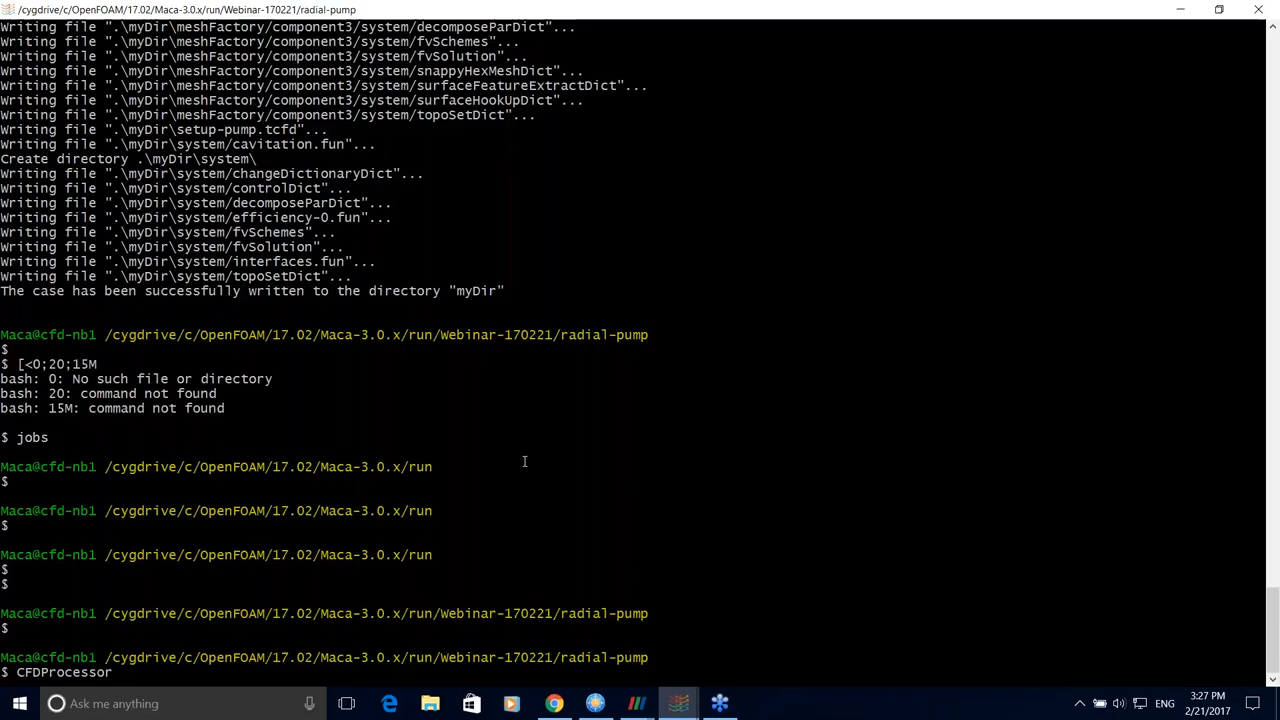 /cygdrive/c/OpenFOAM/17.02/Maca-3.0.x/run/Webinar-170221/radial-pump
Writing file ".\myDir\meshFactory/component3/system/decomposeParDict"...
Writing file ".\myDir\meshFactory/component3/system/fvSchemes"...
Writing file ".\myDir\meshFactory/component3/system/fvSolution"...
Writing file ".\myDir\meshFactory/component3/system/snappyHexMeshDict"...
Writing file ".\myDir\meshFactory/component3/system/surfaceFeatureExtractDict"...
Writing file ".\myDir\meshFactory/component3/system/surfaceHookUpDict"...
Writing file ".\myDir\meshFactory/component3/system/topoSetDict"...
Writing file ".\myDir\setup-pump.tcfd"...
Writing file ".\myDir\system/cavitation.fun"...
Create directory .\myDir\system\
Writing file ".\myDir\system/changeDictionaryDict"...
Writing file ".\myDir\system/controlDict"...
Writing file ".\myDir\system/decomposeParDict"...
Writing file ".\myDir\system/efficiency-0.fun"...
Writing file ".\myDir\system/fvSchemes"...
Writing file ".\myDir\system/fvSolution"...
Writing file ".\myDir\system/interfaces.fun"...
Writing file ".\myDir\system/topoSetDict"...
The case has been successfully written to the directory "myDir"
Maca@cfd-nb1 /cygdrive/c/OpenFOAM/17.02/Maca-3.0.x/run/Webinar-170221/radial-pump
$
$ [<0;20;15M
bash: 0: No such file or directory
bash: 20: command not found
bash: 15M: command not found
$ jobs
Maca@cfd-nb1 /cygdrive/c/OpenFOAM/17.02/Maca-3.0.x/run
$
Maca@cfd-nb1 /cygdrive/c/OpenFOAM/17.02/Maca-3.0.x/run
$
Maca@cfd-nb1 /cygdrive/c/OpenFOAM/17.02/Maca-3.0.x/run
$
$
Maca@cfd-nb1 /cygdrive/c/OpenFOAM/17.02/Maca-3.0.x/run/Webinar-170221/radial-pump
$
Maca@cfd-nb1 /cygdrive/c/OpenFOAM/17.02/Maca-3.0.x/run/Webinar-170221/radial-pump
$ CFDProcessor
Ask me anything
ENG
3:27 PM
2/21/2017